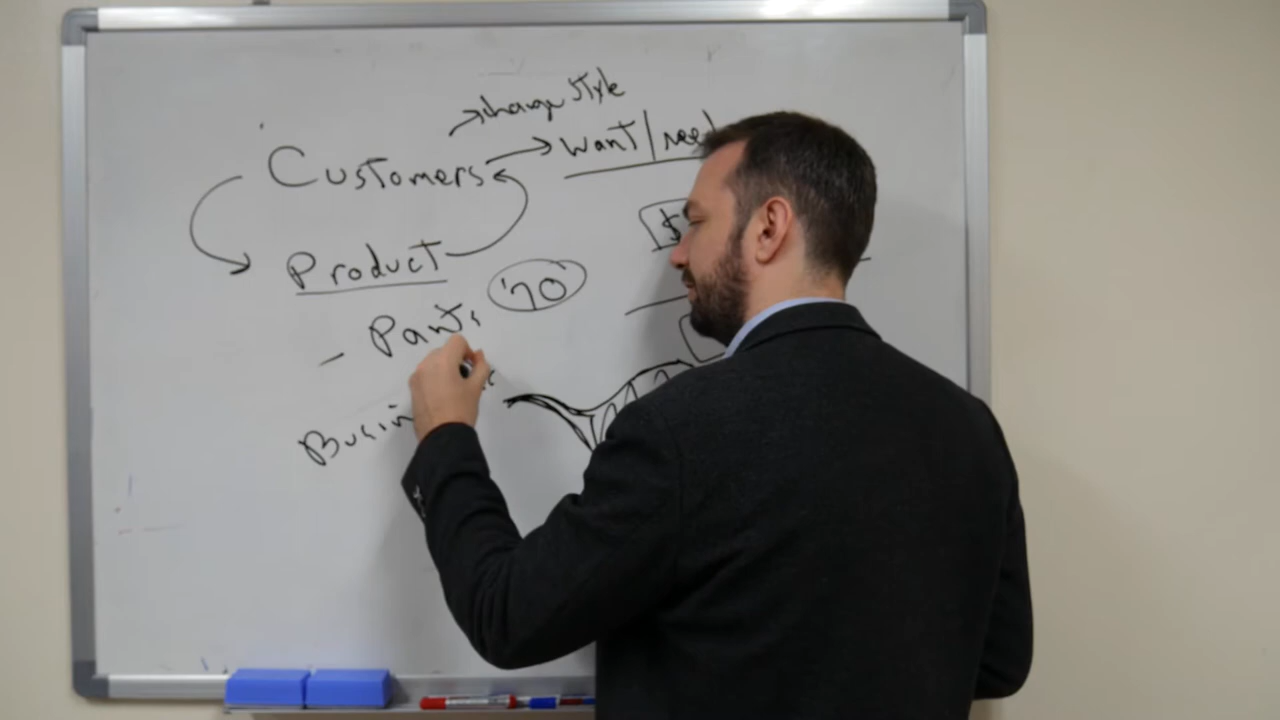 change style
Customers → want/need
$
Product
- Pants '70'
Busin